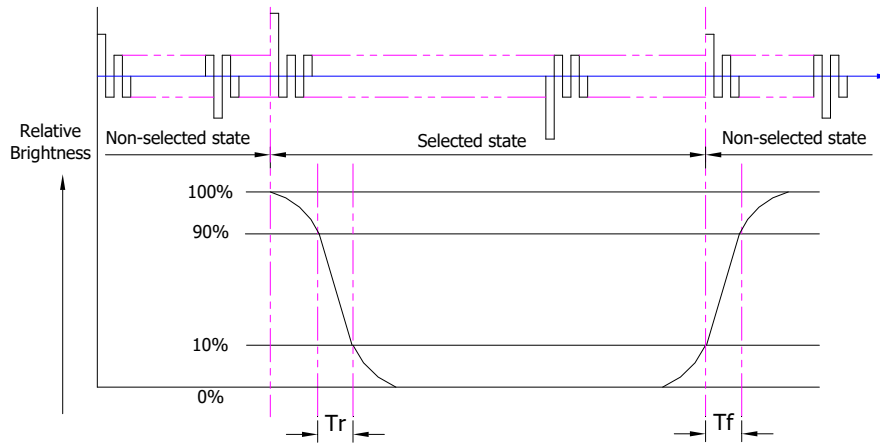 Relative
Brightness
Non-selected state
Selected state
Non-selected state
100%
90%
10%
0%
Tr
Tf